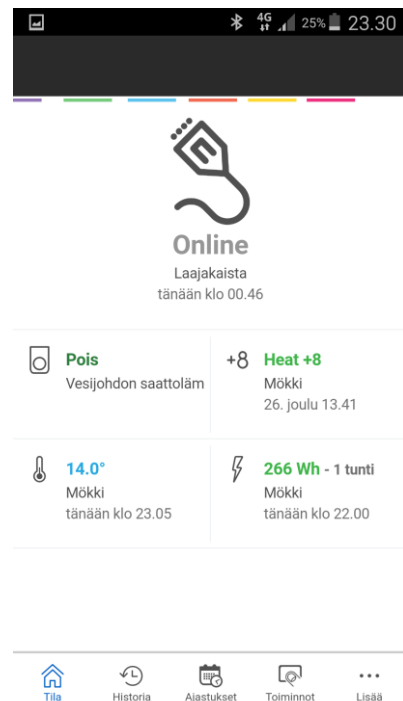 4G 25% 23.30
Online
Laajakaista
tänään klo 00.46
Pois
Vesijohdon saattoläm
+8 Heat +8
Mökki
26. joulu 13.41
14.0°
Mökki
tänään klo 23.05
266 Wh - 1 tunti
Mökki
tänään klo 22.00
Tila Historia Ajastukset Toiminnot Lisää